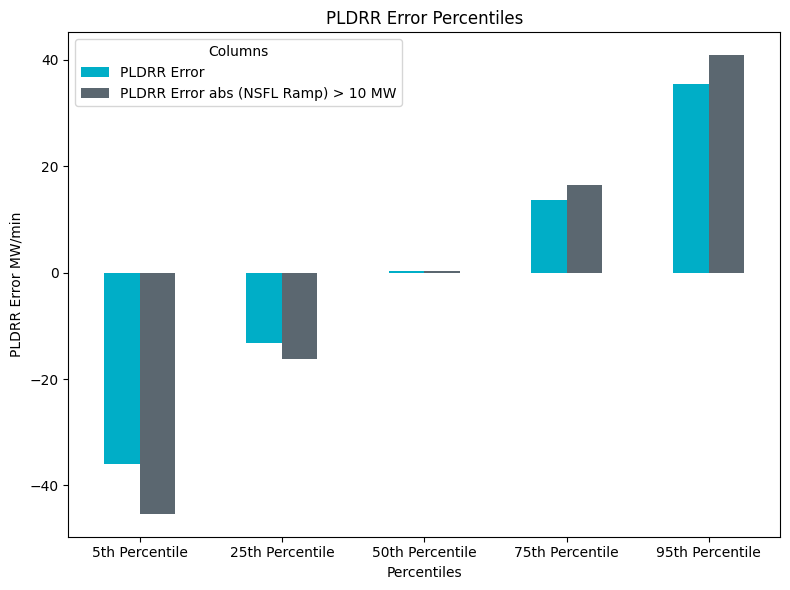 PLDRR Error Percentiles
Columns
PLDRR Error
PLDRR Error abs (NSFL Ramp) > 10 MW
PLDRR Error MW/min
40
20
0
−20
−40
5th Percentile
25th Percentile
50th Percentile
75th Percentile
95th Percentile
Percentiles